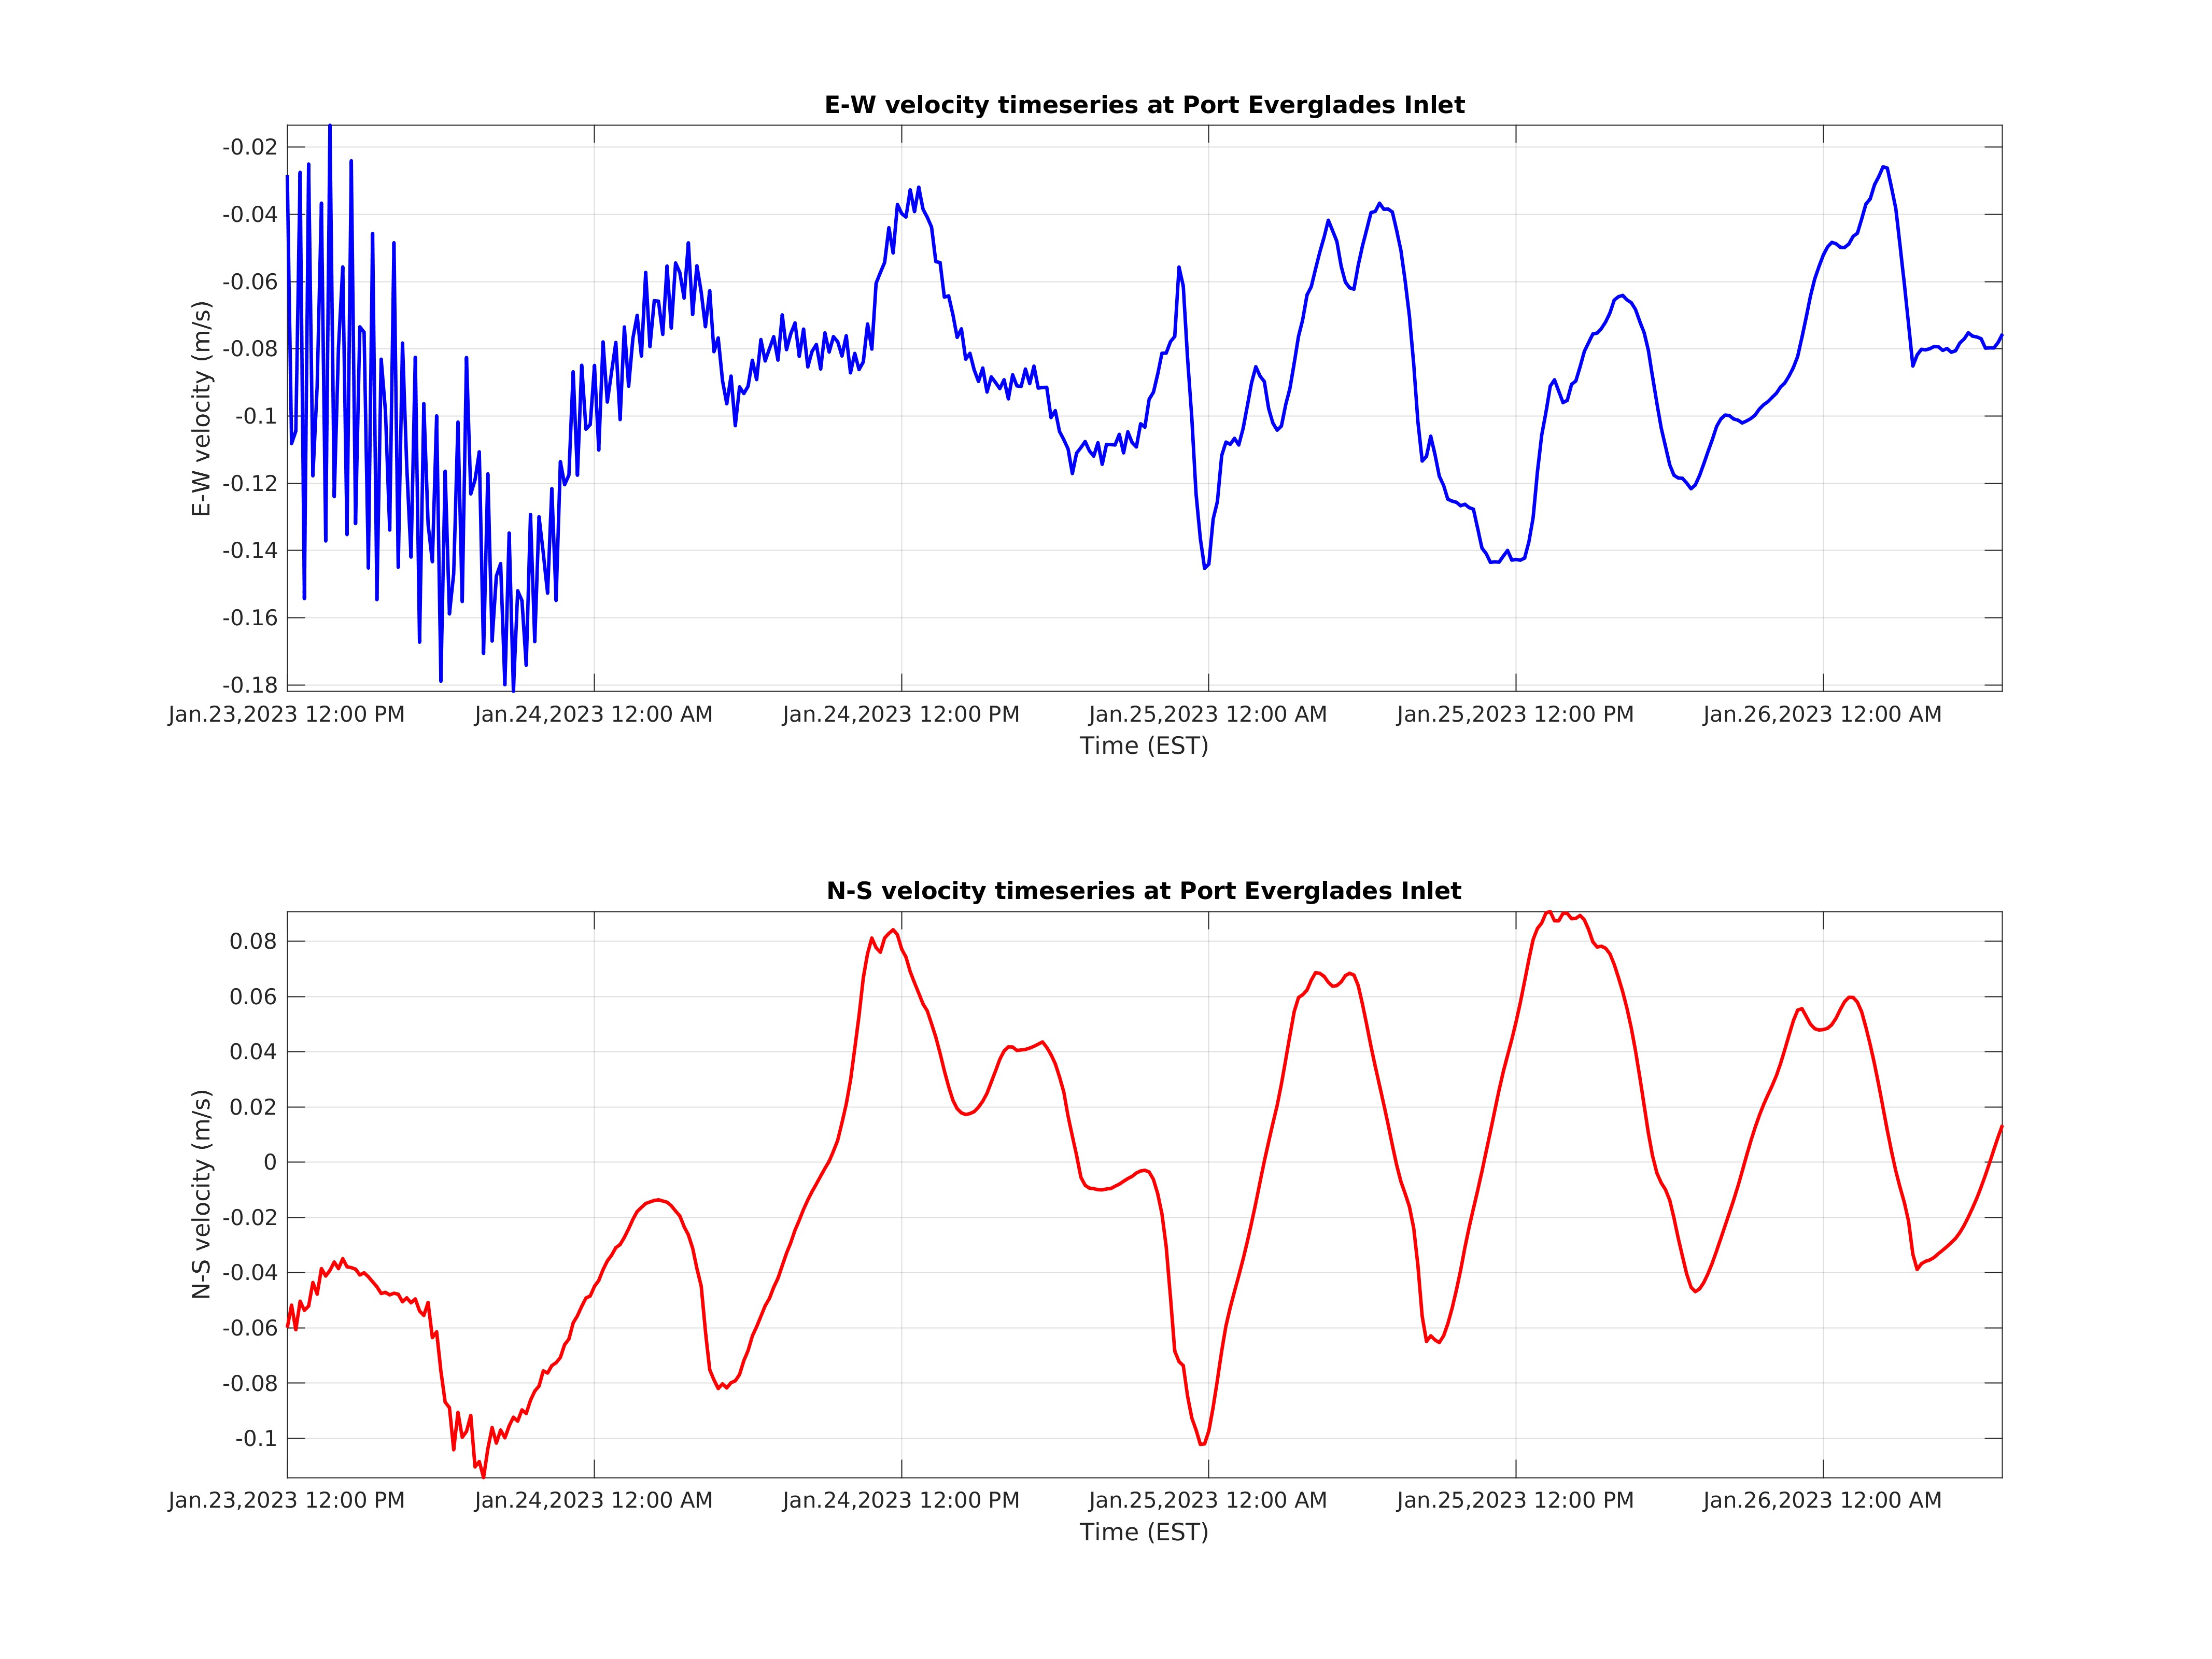 E-W velocity timeseries at Port Everglades Inlet
E-W velocity (m/s)
-0.02
-0.04
-0.06
-0.08
-0.1
-0.12
-0.14
-0.16
-0.18
Jan.23,2023 12:00 PM Jan.24,2023 12:00 AM Jan.24,2023 12:00 PM Jan.25,2023 12:00 AM Jan.25,2023 12:00 PM Jan.26,2023 12:00 AM
Time (EST)
N-S velocity timeseries at Port Everglades Inlet
N-S velocity (m/s)
0.08
0.06
0.04
0.02
0
-0.02
-0.04
-0.06
-0.08
-0.1
Jan.23,2023 12:00 PM Jan.24,2023 12:00 AM Jan.24,2023 12:00 PM Jan.25,2023 12:00 AM Jan.25,2023 12:00 PM Jan.26,2023 12:00 AM
Time (EST)